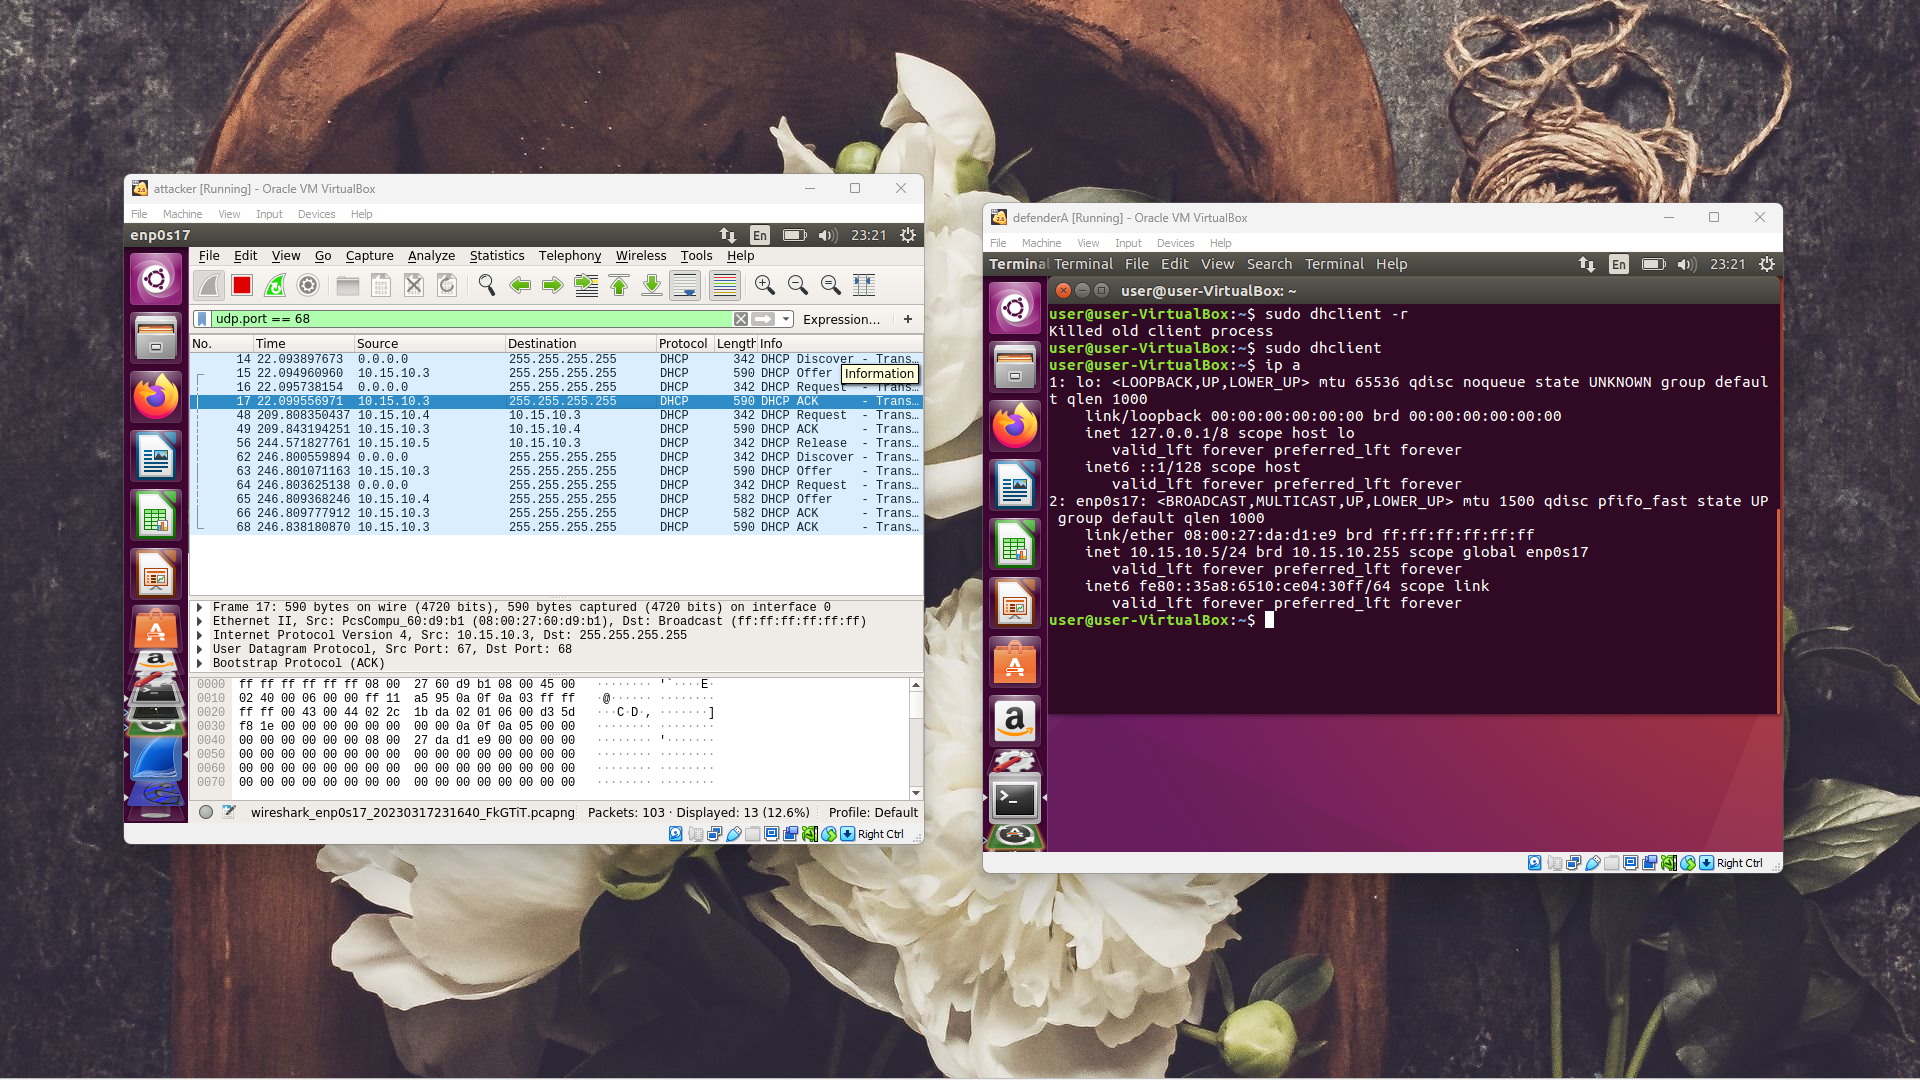 attacker [Running] - Oracle VM VirtualBox
File Machine View Input Devices Help
enp0s17 En 23:21
File Edit View Go Capture Analyze Statistics Telephony Wireless Tools Help
udp.port == 68 Expression... +
No. Time Source Destination Protocol Length Info
14 22.093897673 0.0.0.0 255.255.255.255 DHCP 342 DHCP Discover - Trans...
15 22.094960960 10.15.10.3 255.255.255.255 DHCP 590 DHCP Offer
Information
16 22.095738154 0.0.0.0 255.255.255.255 DHCP 342 DHCP Request - Trans...
17 22.099556971 10.15.10.3 255.255.255.255 DHCP 590 DHCP ACK - Trans...
48 209.808350437 10.15.10.4 10.15.10.3 DHCP 342 DHCP Request - Trans...
49 209.843194251 10.15.10.3 10.15.10.4 DHCP 590 DHCP ACK - Trans...
56 244.571827761 10.15.10.5 10.15.10.3 DHCP 342 DHCP Release - Trans...
62 246.800559894 0.0.0.0 255.255.255.255 DHCP 342 DHCP Discover - Trans...
63 246.801071163 10.15.10.3 255.255.255.255 DHCP 590 DHCP Offer - Trans...
64 246.803625138 0.0.0.0 255.255.255.255 DHCP 342 DHCP Request - Trans...
65 246.809368246 10.15.10.4 255.255.255.255 DHCP 582 DHCP Offer - Trans...
66 246.809777912 10.15.10.3 255.255.255.255 DHCP 582 DHCP ACK - Trans...
68 246.838180870 10.15.10.3 255.255.255.255 DHCP 590 DHCP ACK - Trans...
Frame 17: 590 bytes on wire (4720 bits), 590 bytes captured (4720 bits) on interface 0
Ethernet II, Src: PcsCompu_60:d9:b1 (08:00:27:60:d9:b1), Dst: Broadcast (ff:ff:ff:ff:ff:ff)
Internet Protocol Version 4, Src: 10.15.10.3, Dst: 255.255.255.255
User Datagram Protocol, Src Port: 67, Dst Port: 68
Bootstrap Protocol (ACK)
0000 ff ff ff ff ff ff 08 00 27 60 d9 b1 08 00 45 00 ········ '`····E·
0010 02 40 00 06 00 00 ff 11 a5 95 0a 0f 0a 03 ff ff ·@······ ········
0020 ff ff 00 43 00 44 02 2c 1b da 02 01 06 00 d3 5d ···C·D·, ·······]
0030 f8 1e 00 00 00 00 00 00 00 00 0a 0f 0a 05 00 00 ········ ········
0040 00 00 00 00 00 00 08 00 27 da d1 e9 00 00 00 00 ········ '·······
0050 00 00 00 00 00 00 00 00 00 00 00 00 00 00 00 00 ········ ········
0060 00 00 00 00 00 00 00 00 00 00 00 00 00 00 00 00 ········ ········
0070 00 00 00 00 00 00 00 00 00 00 00 00 00 00 00 00 ········ ········
wireshark_enp0s17_20230317231640_FkGTiT.pcapng Packets: 103 · Displayed: 13 (12.6%) Profile: Default
Right Ctrl
defenderA [Running] - Oracle VM VirtualBox
File Machine View Input Devices Help
Terminal Terminal File Edit View Search Terminal Help En 23:21
user@user-VirtualBox: ~
user@user-VirtualBox:~$ sudo dhclient -r
Killed old client process
user@user-VirtualBox:~$ sudo dhclient
user@user-VirtualBox:~$ ip a
1: lo: <LOOPBACK,UP,LOWER_UP> mtu 65536 qdisc noqueue state UNKNOWN group defaul
t qlen 1000
link/loopback 00:00:00:00:00:00 brd 00:00:00:00:00:00
inet 127.0.0.1/8 scope host lo
valid_lft forever preferred_lft forever
inet6 ::1/128 scope host
valid_lft forever preferred_lft forever
2: enp0s17: <BROADCAST,MULTICAST,UP,LOWER_UP> mtu 1500 qdisc pfifo_fast state UP
group default qlen 1000
link/ether 08:00:27:da:d1:e9 brd ff:ff:ff:ff:ff:ff
inet 10.15.10.5/24 brd 10.15.10.255 scope global enp0s17
valid_lft forever preferred_lft forever
inet6 fe80::35a8:6510:ce04:30ff/64 scope link
valid_lft forever preferred_lft forever
user@user-VirtualBox:~$
Right Ctrl